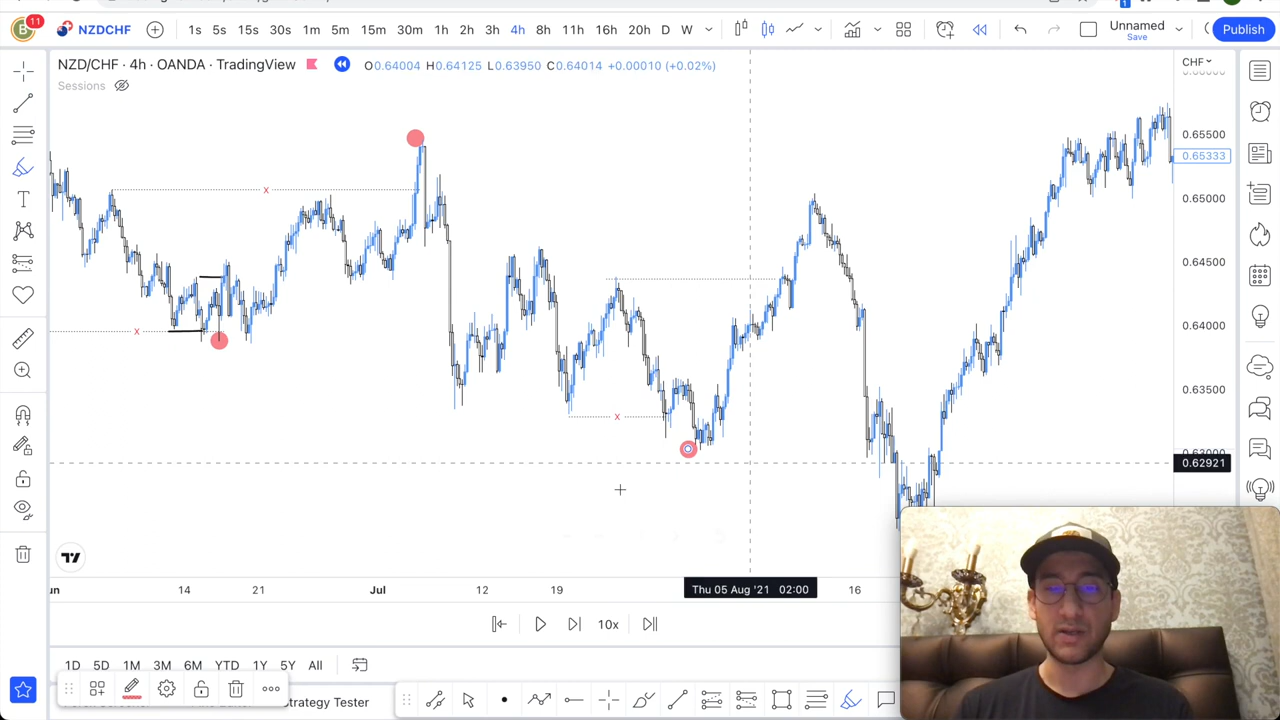 B 11 NZDCHF 1s 5s 15s 30s 1m 5m 15m 30m 1h 2h 3h 4h 11h 16h 20h D W Unnamed Save Publish 1
NZD/CHF · 4h · OANDA · TradingView O0.64004 H0.64125 L0.63950 C0.64014 +0.00010 (+0.02%) CHF
Sessions
0.65500
0.65333
x 0.65000
0.64500
x 0.64000
0.63500
x
0.63000
0.62921
14 21 Jul 12 19 Thu 05 Aug '21 02:00 16
10x
1D 5D 1M 3M 6M YTD 1Y 5Y All
Strategy Tester